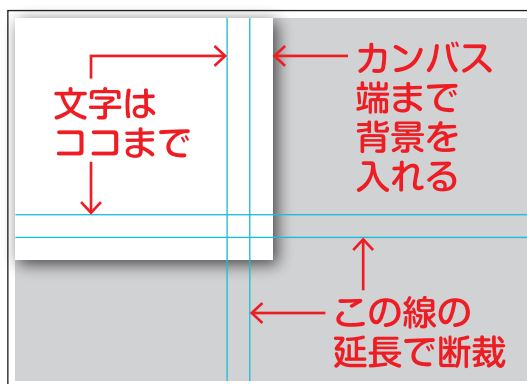 文字は
ココまで
カンバス
端まで
背景を
入れる
この線の
延長で断裁